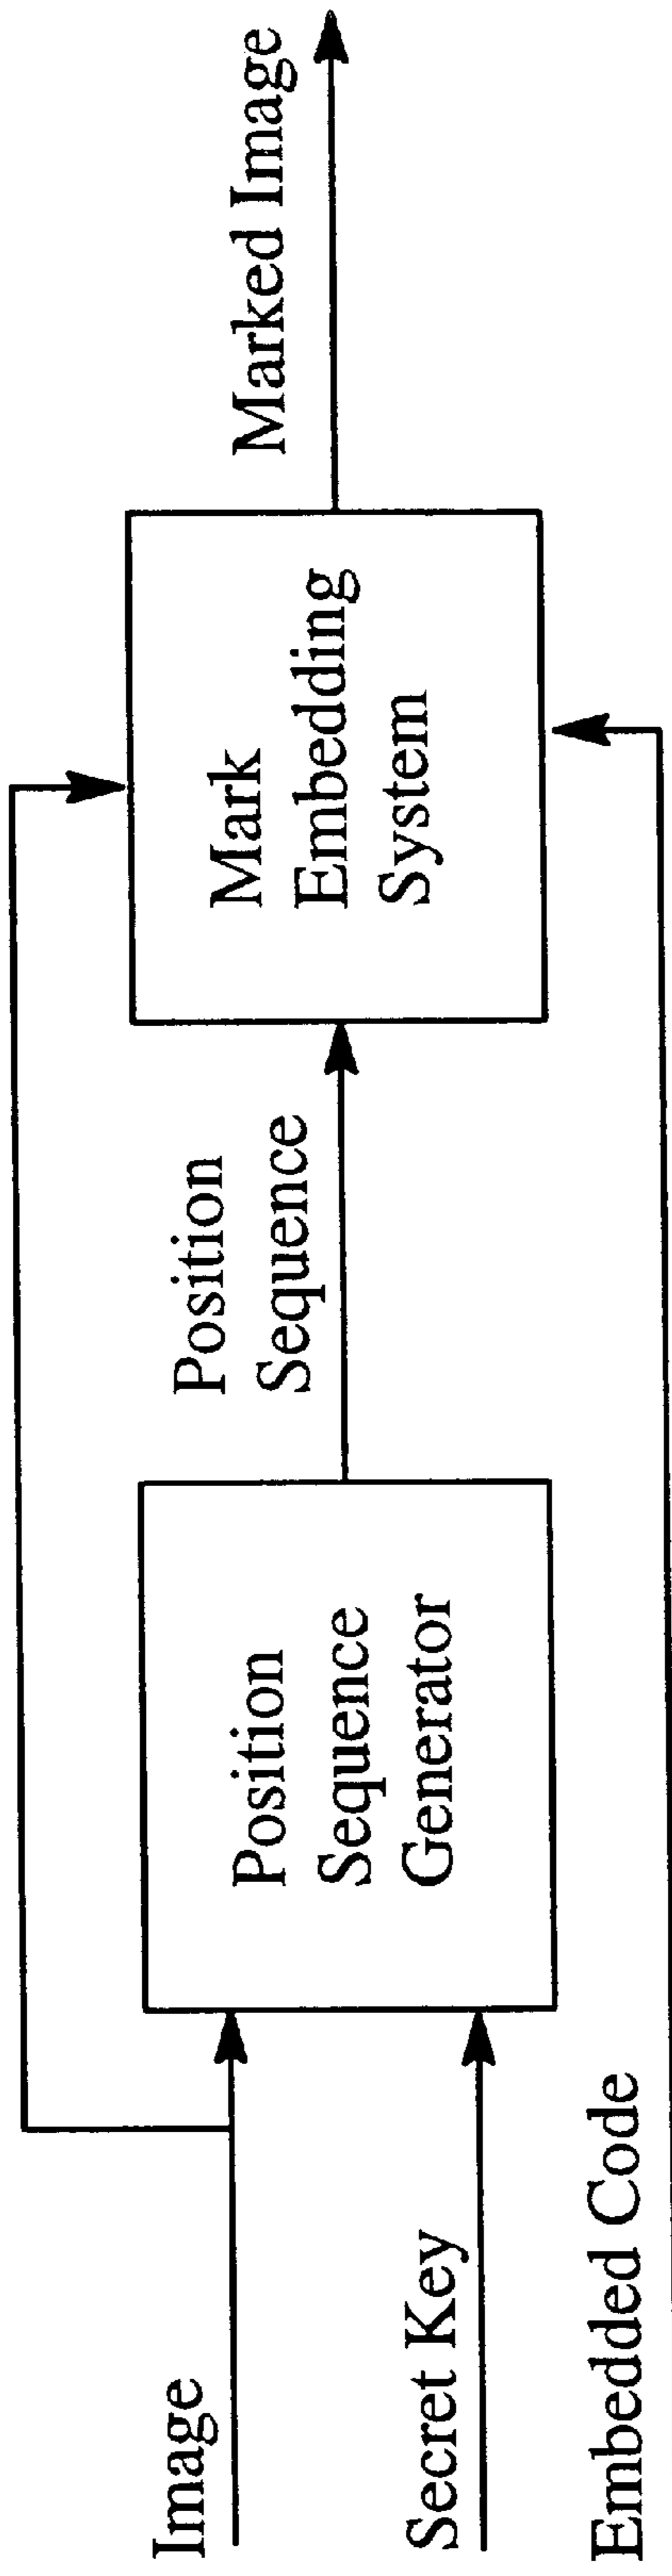 Image
Secret Key
Embedded Code
Position
Sequence
Generator
Position
Sequence
Mark
Embedding
System
Marked Image